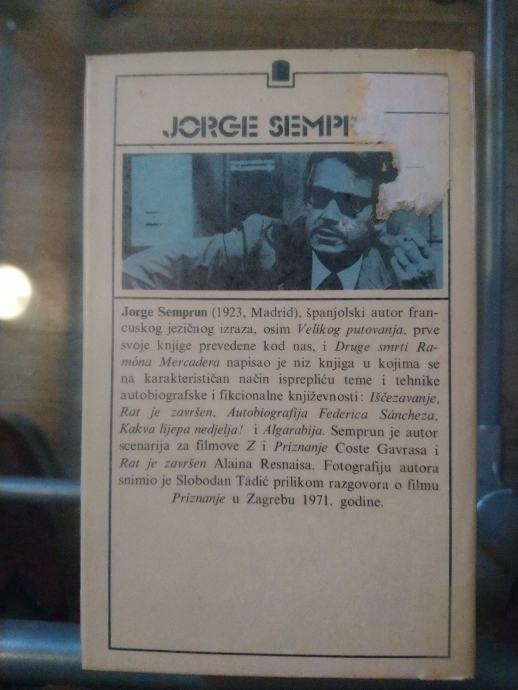 JORGE SEMPR
Jorge Semprun (1923, Madrid), španjolski autor fran-
cuskog jezičnog izraza, osim Velikog putovanja, prve
svoje knjige prevedene kod nas, i Druge smrti Ra-
móna Mercadera napisao je niz knjiga u kojima se
na karakterističan način isprepliću teme i tehnike
autobiografske i fikcionalne književnosti: Iščezavanje,
Rat je završen, Autobiografija Federica Sáncheza,
Kakva lijepa nedjelja! i Algarabija. Semprun je autor
scenarija za filmove Z i Priznanje Coste Gavrasa i
Rat je završen Alaina Resnaisa. Fotografiju autora
snimio je Slobodan Tadić prilikom razgovora o filmu
Priznanje u Zagrebu 1971. godine.